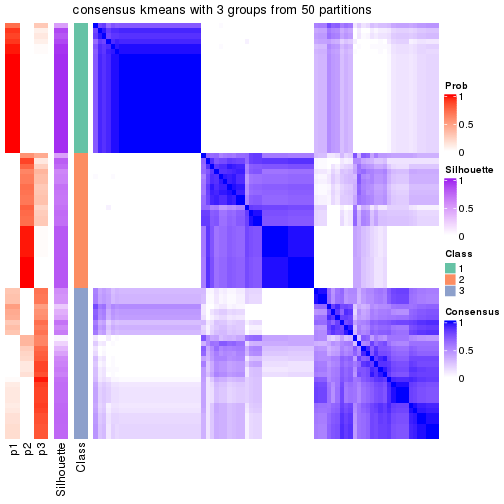 consensus kmeans with 3 groups from 50 partitions
Prob
1
0.5
0
Silhouette
1
0.5
0
Class
1
2
3
Consensus
1
0.5
0
p1
p2
p3
Silhouette
Class